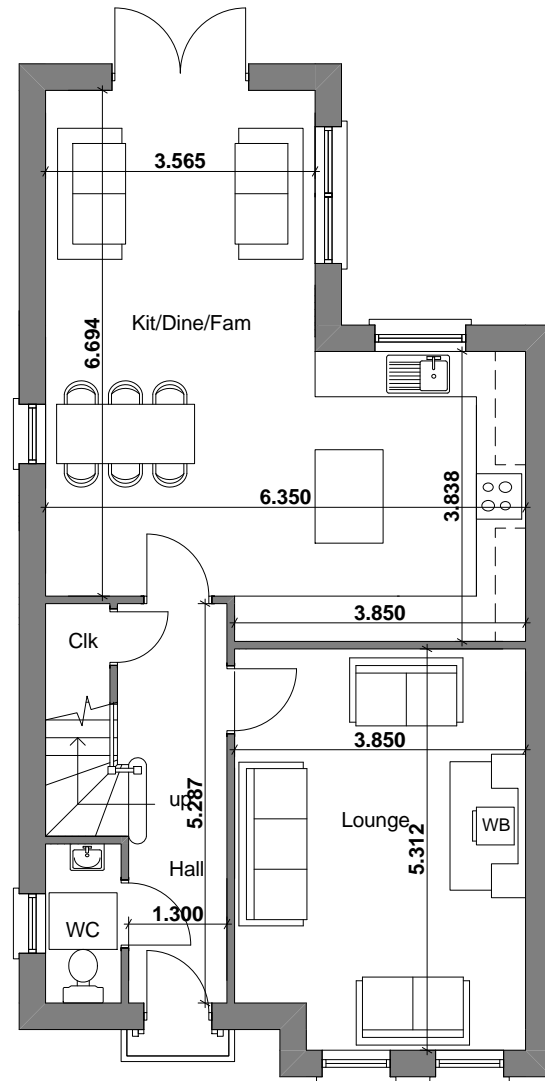 3.565
Kit/Dine/Fam
6.694
6.350
3.838
3.850
Clk
3.850
up
5.287
Lounge
WB
5.312
Hall
1.300
WC